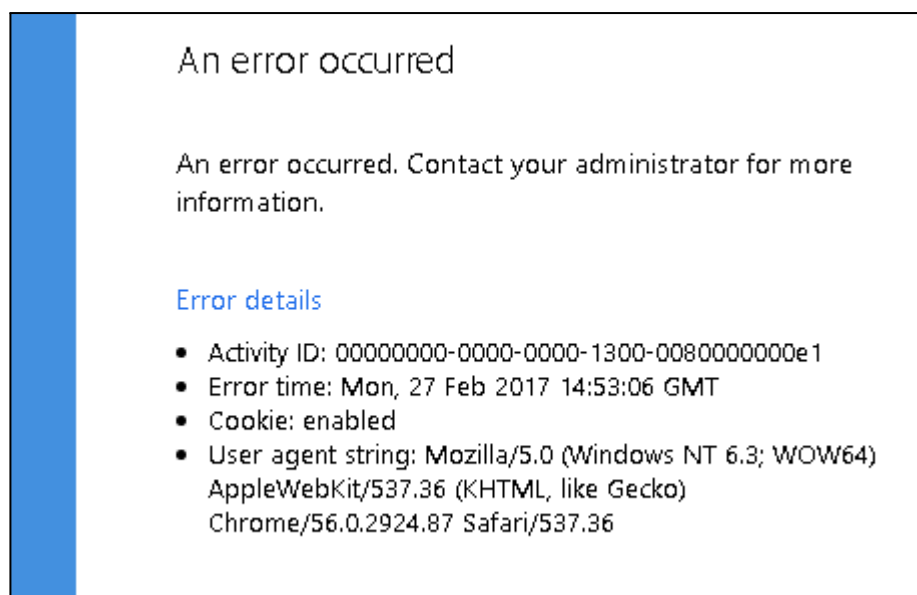 An error occurred
An error occurred. Contact your administrator for more
information.
Error details
• Activity ID: 00000000-0000-0000-1300-0080000000e1
• Error time: Mon, 27 Feb 2017 14:53:06 GMT
• Cookie: enabled
• User agent string: Mozilla/5.0 (Windows NT 6.3; WOW64)
AppleWebKit/537.36 (KHTML, like Gecko)
Chrome/56.0.2924.87 Safari/537.36